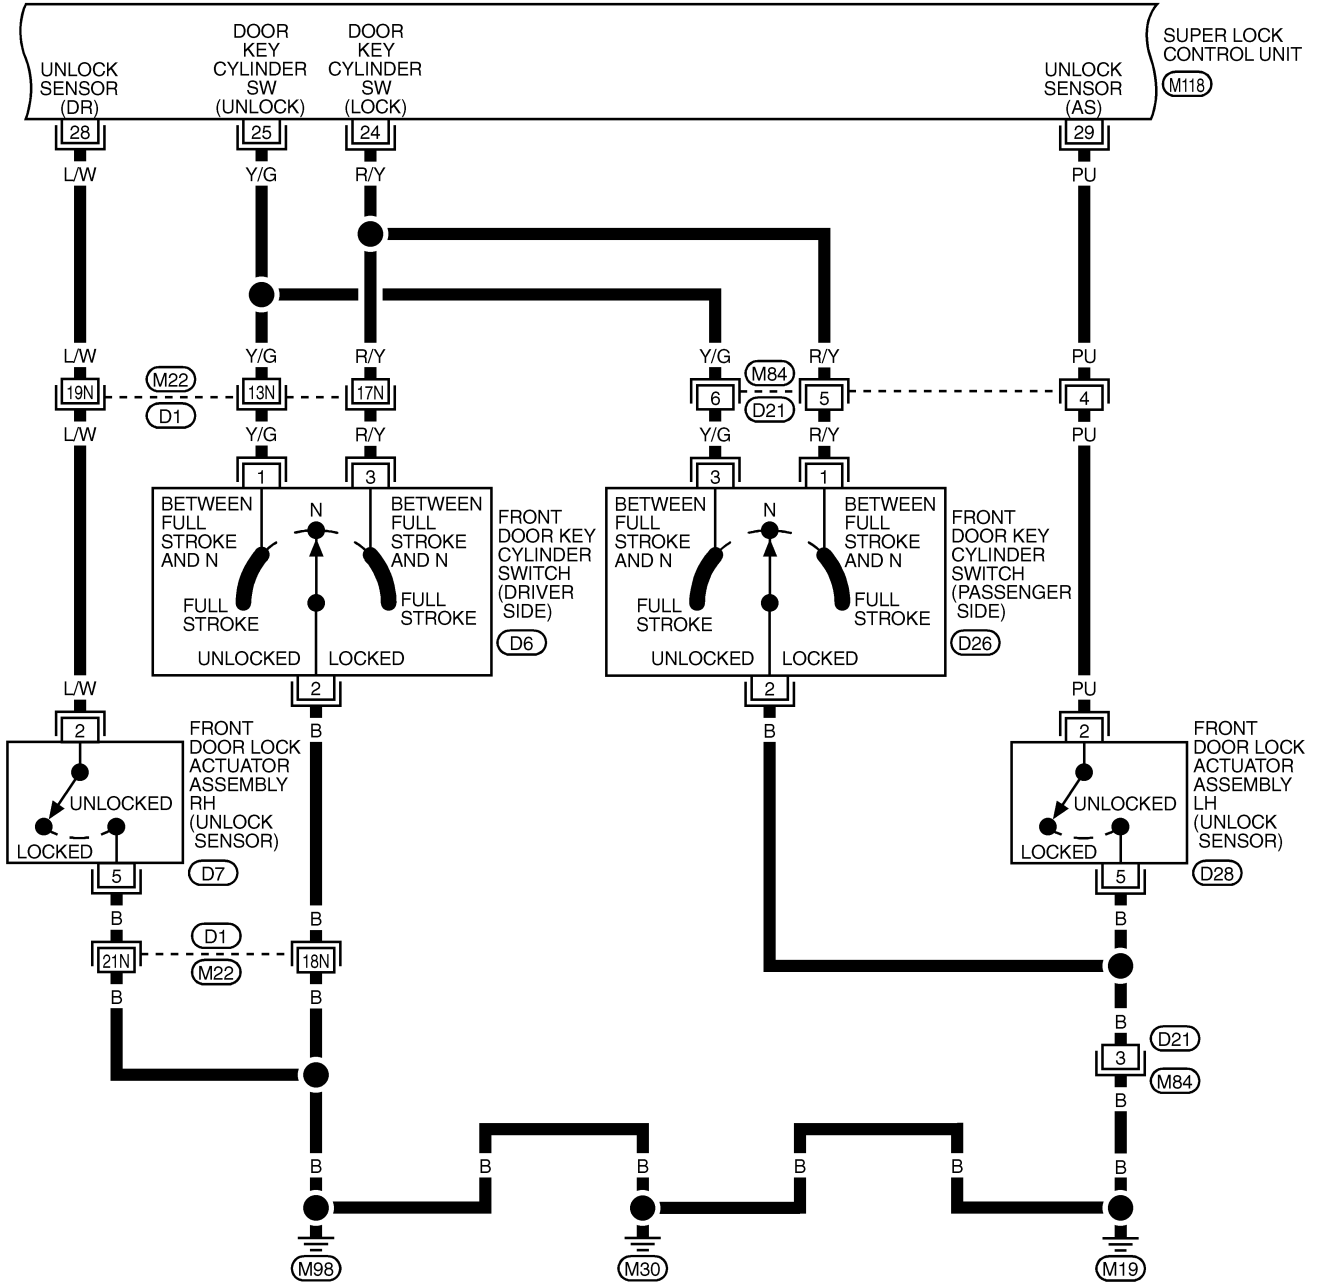 UNLOCK
SENSOR
(DR)
DOOR
KEY
CYLINDER
SW
(UNLOCK)
DOOR
KEY
CYLINDER
SW
(LOCK)
UNLOCK
SENSOR
(AS)
SUPER LOCK
CONTROL UNIT
M118
28
25
24
29
L/W
Y/G
R/Y
PU
L/W
Y/G
R/Y
Y/G
R/Y
PU
19N
M22
D1
13N
17N
6
M84
D21
5
4
L/W
Y/G
R/Y
Y/G
R/Y
PU
1
3
3
1
BETWEEN
FULL
STROKE
AND N
N
BETWEEN
FULL
STROKE
AND N
FULL
STROKE
FULL
STROKE
UNLOCKED
LOCKED
FRONT
DOOR KEY
CYLINDER
SWITCH
(DRIVER
SIDE)
D6
BETWEEN
FULL
STROKE
AND N
N
BETWEEN
FULL
STROKE
AND N
FULL
STROKE
FULL
STROKE
UNLOCKED
LOCKED
FRONT
DOOR KEY
CYLINDER
SWITCH
(PASSENGER
SIDE)
D26
L/W
2
2
PU
2
B
B
2
UNLOCKED
LOCKED
FRONT
DOOR LOCK
ACTUATOR
ASSEMBLY
RH
(UNLOCK
SENSOR)
D7
UNLOCKED
LOCKED
FRONT
DOOR LOCK
ACTUATOR
ASSEMBLY
LH
(UNLOCK
SENSOR)
D28
5
5
B
B
B
21N
D1
M22
18N
B
B
B
3
D21
M84
B
B
B
B
B
B
B
M98
M30
M19